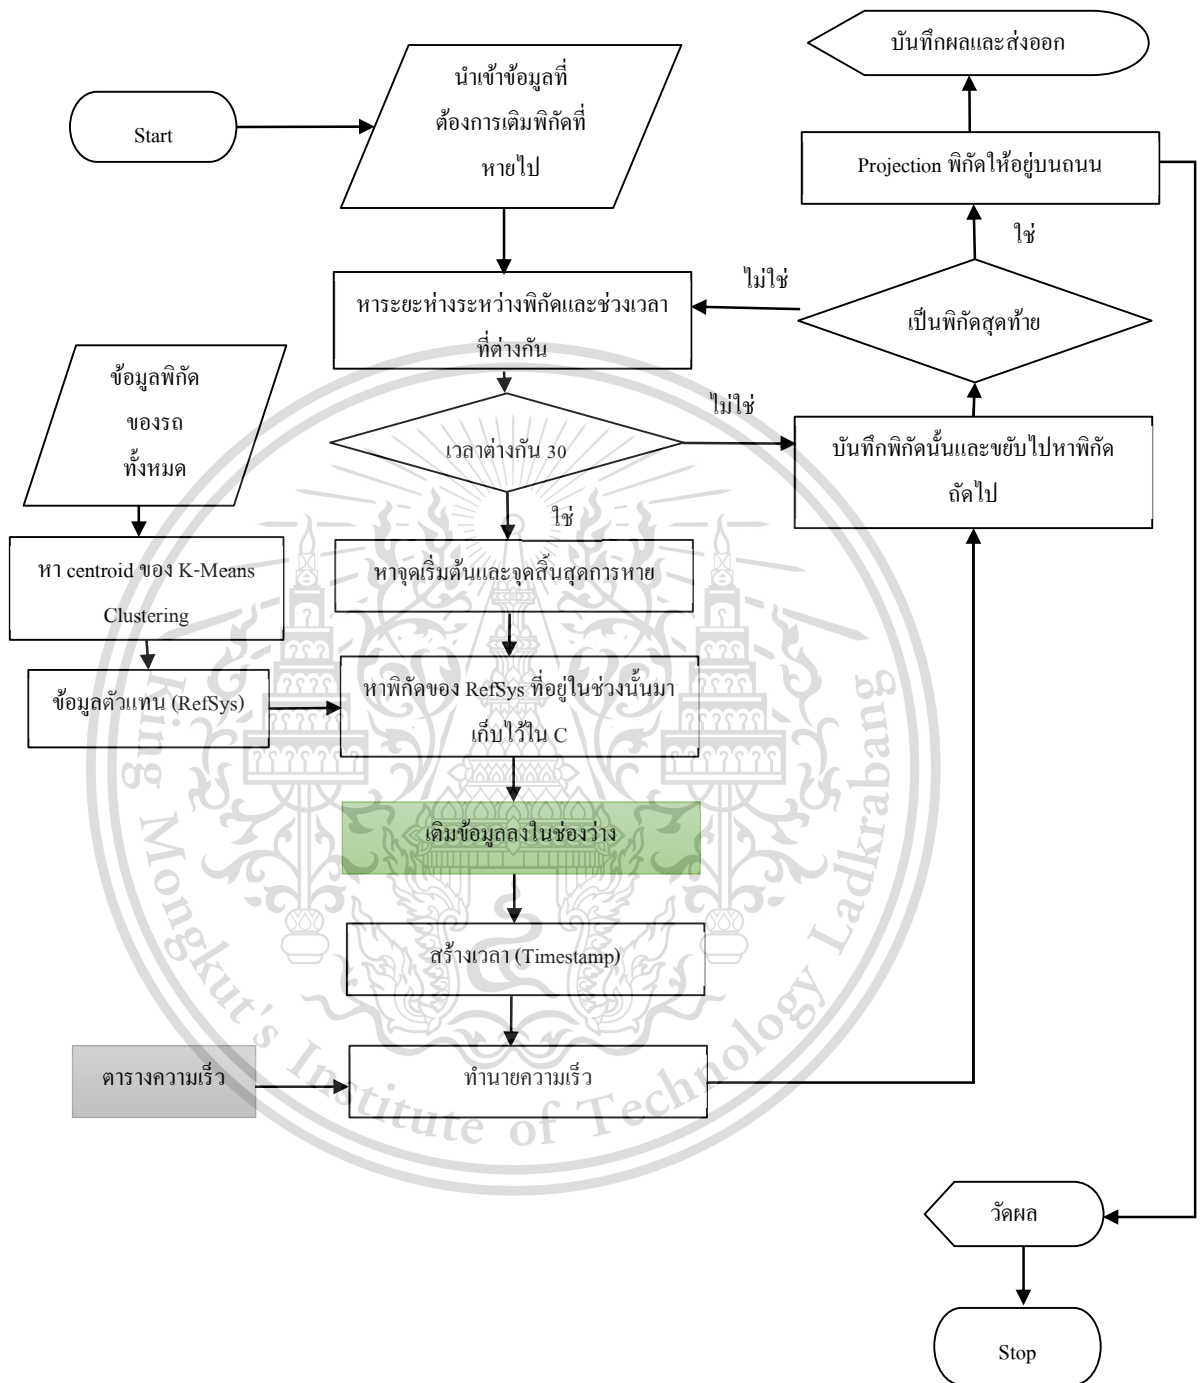 Start
นำเข้าข้อมูลที่
ต้องการเติมพิกัดที่
หายไป
บันทึกผลและส่งออก
Projection พิกัดให้อยู่บนถนน
ใช่
ไม่ใช่
เป็นพิกัดสุดท้าย
หาระยะห่างระหว่างพิกัดและช่วงเวลา
ที่ต่างกัน
ข้อมูลพิกัด
ของรถ
ทั้งหมด
ไม่ใช่
เวลาต่างกัน 30
บันทึกพิกัดนั้นและขยับไปหาพิกัด
ถัดไป
ใช่
หา centroid ของ K-Means
Clustering
หาจุดเริ่มต้นและจุดสิ้นสุดการหาย
ข้อมูลตัวแทน (RefSys)
หาพิกัดของ RefSys ที่อยู่ในช่วงนั้นมา
เก็บไว้ใน C
เติมข้อมูลลงในช่องว่าง
สร้างเวลา (Timestamp)
ตารางความเร็ว
ทำนายความเร็ว
วัดผล
Stop
King Mongkut's Institute of Technology Ladkrabang